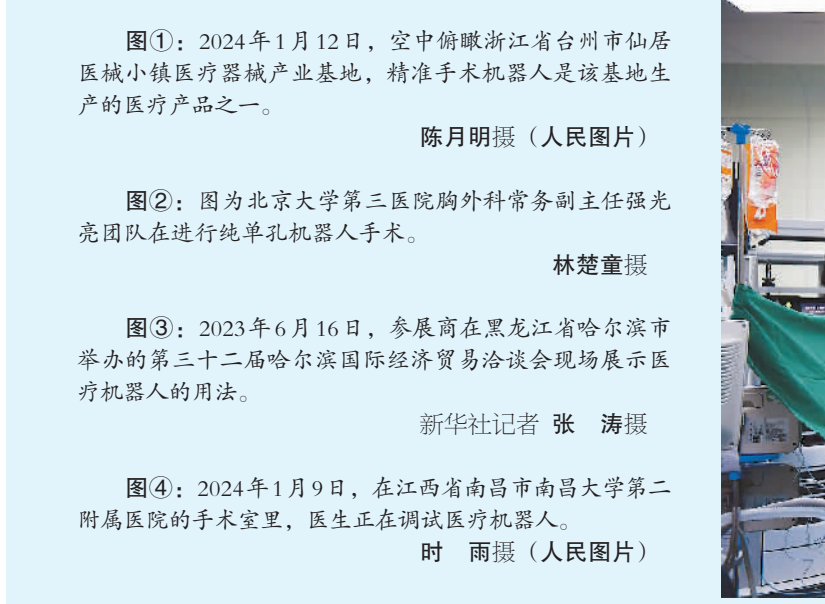 图①：2024年1月12日，空中俯瞰浙江省台州市仙居
医械小镇医疗器械产业基地，精准手术机器人是该基地生
产的医疗产品之一。
陈月明摄（人民图片）
图②：图为北京大学第三医院胸外科常务副主任强光
亮团队在进行纯单孔机器人手术。
林楚童摄
图③：2023年6月16日，参展商在黑龙江省哈尔滨市
举办的第三十二届哈尔滨国际经济贸易洽谈会现场展示医
疗机器人的用法。
新华社记者 张 涛摄
图④：2024年1月9日，在江西省南昌市南昌大学第二
附属医院的手术室里，医生正在调试医疗机器人。
时 雨摄（人民图片）